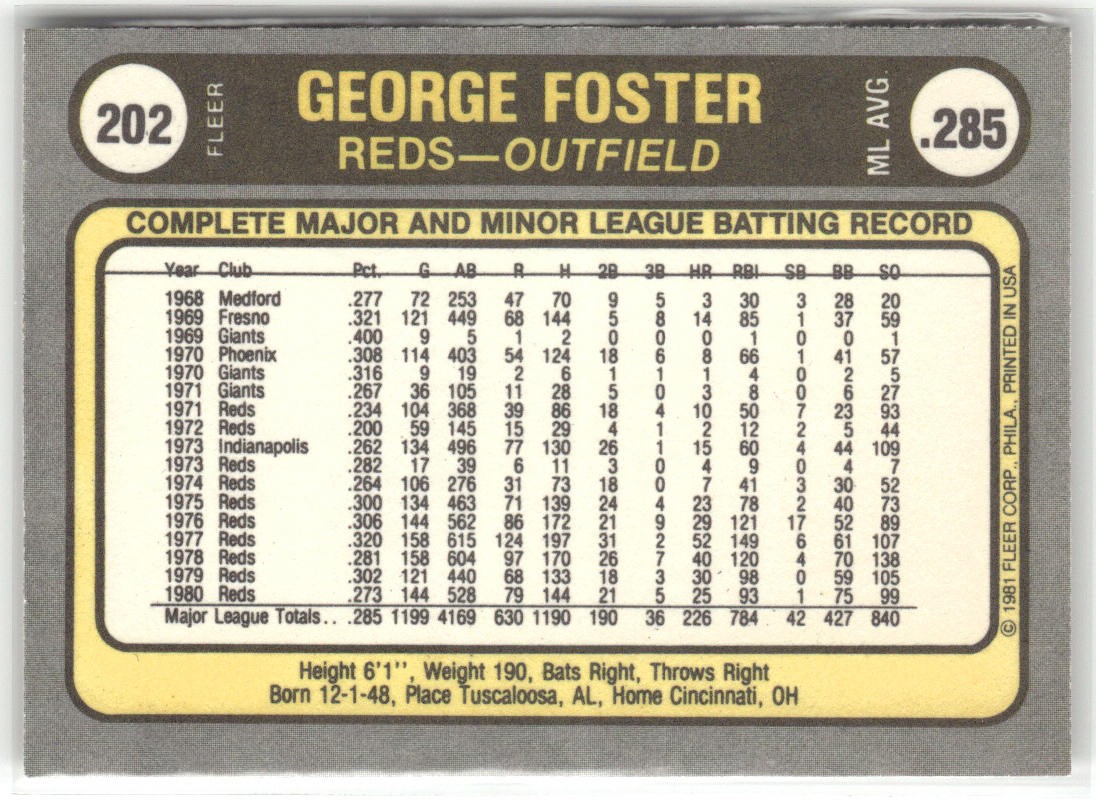 202 FLEER GEORGE FOSTER ML AVG. .285
REDS—OUTFIELD
COMPLETE MAJOR AND MINOR LEAGUE BATTING RECORD
Year Club Pct. G AB R H 2B 3B HR RBI SB BB SO
1968 Medford .277 72 253 47 70 9 5 3 30 3 28 20
1969 Fresno .321 121 449 68 144 5 8 14 85 1 37 59
1969 Giants .400 9 5 1 2 0 0 0 1 0 0 1
1970 Phoenix .308 114 403 54 124 18 6 8 66 1 41 57
1970 Giants .316 9 19 2 6 1 1 1 4 0 2 5
1971 Giants .267 36 105 11 28 5 0 3 8 0 6 27
1971 Reds .234 104 368 39 86 18 4 10 50 7 23 93
1972 Reds .200 59 145 15 29 4 1 2 12 2 5 44
1973 Indianapolis .262 134 496 77 130 26 1 15 60 4 44 109
1973 Reds .282 17 39 6 11 3 0 4 9 0 4 7
1974 Reds .264 106 276 31 73 18 0 7 41 3 30 52
1975 Reds .300 134 463 71 139 24 4 23 78 2 40 73
1976 Reds .306 144 562 86 172 21 9 29 121 17 52 89
1977 Reds .320 158 615 124 197 31 2 52 149 6 61 107
1978 Reds .281 158 604 97 170 26 7 40 120 4 70 138
1979 Reds .302 121 440 68 133 18 3 30 98 0 59 105
1980 Reds .273 144 528 79 144 21 5 25 93 1 75 99
Major League Totals... .285 1199 4169 630 1190 190 36 226 784 42 427 840
Height 6'1'', Weight 190, Bats Right, Throws Right
Born 12-1-48, Place Tuscaloosa, AL, Home Cincinnati, OH
© 1981 FLEER CORP., PHILA., PRINTED IN USA